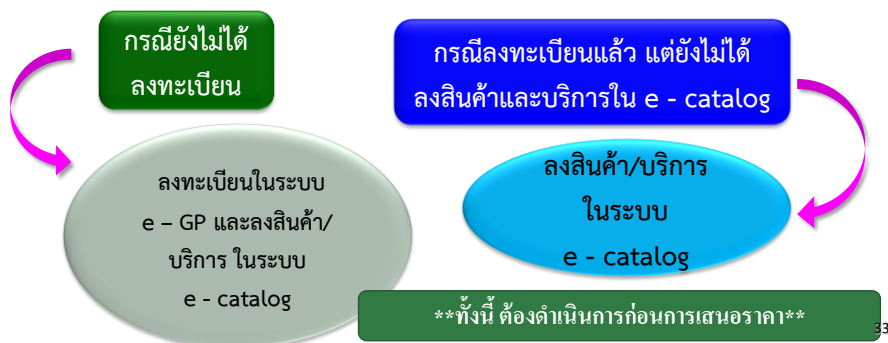 กรณียังไม่ได้
ลงทะเบียน
กรณีลงทะเบียนแล้ว แต่ยังไม่ได้
ลงสินค้าและบริการใน e - catalog
ลงทะเบียนในระบบ
e – GP และลงสินค้า/
บริการ ในระบบ
e - catalog
ลงสินค้า/บริการ
ในระบบ
e - catalog
**ทั้งนี้ ต้องดำเนินการก่อนการเสนอราคา**
33